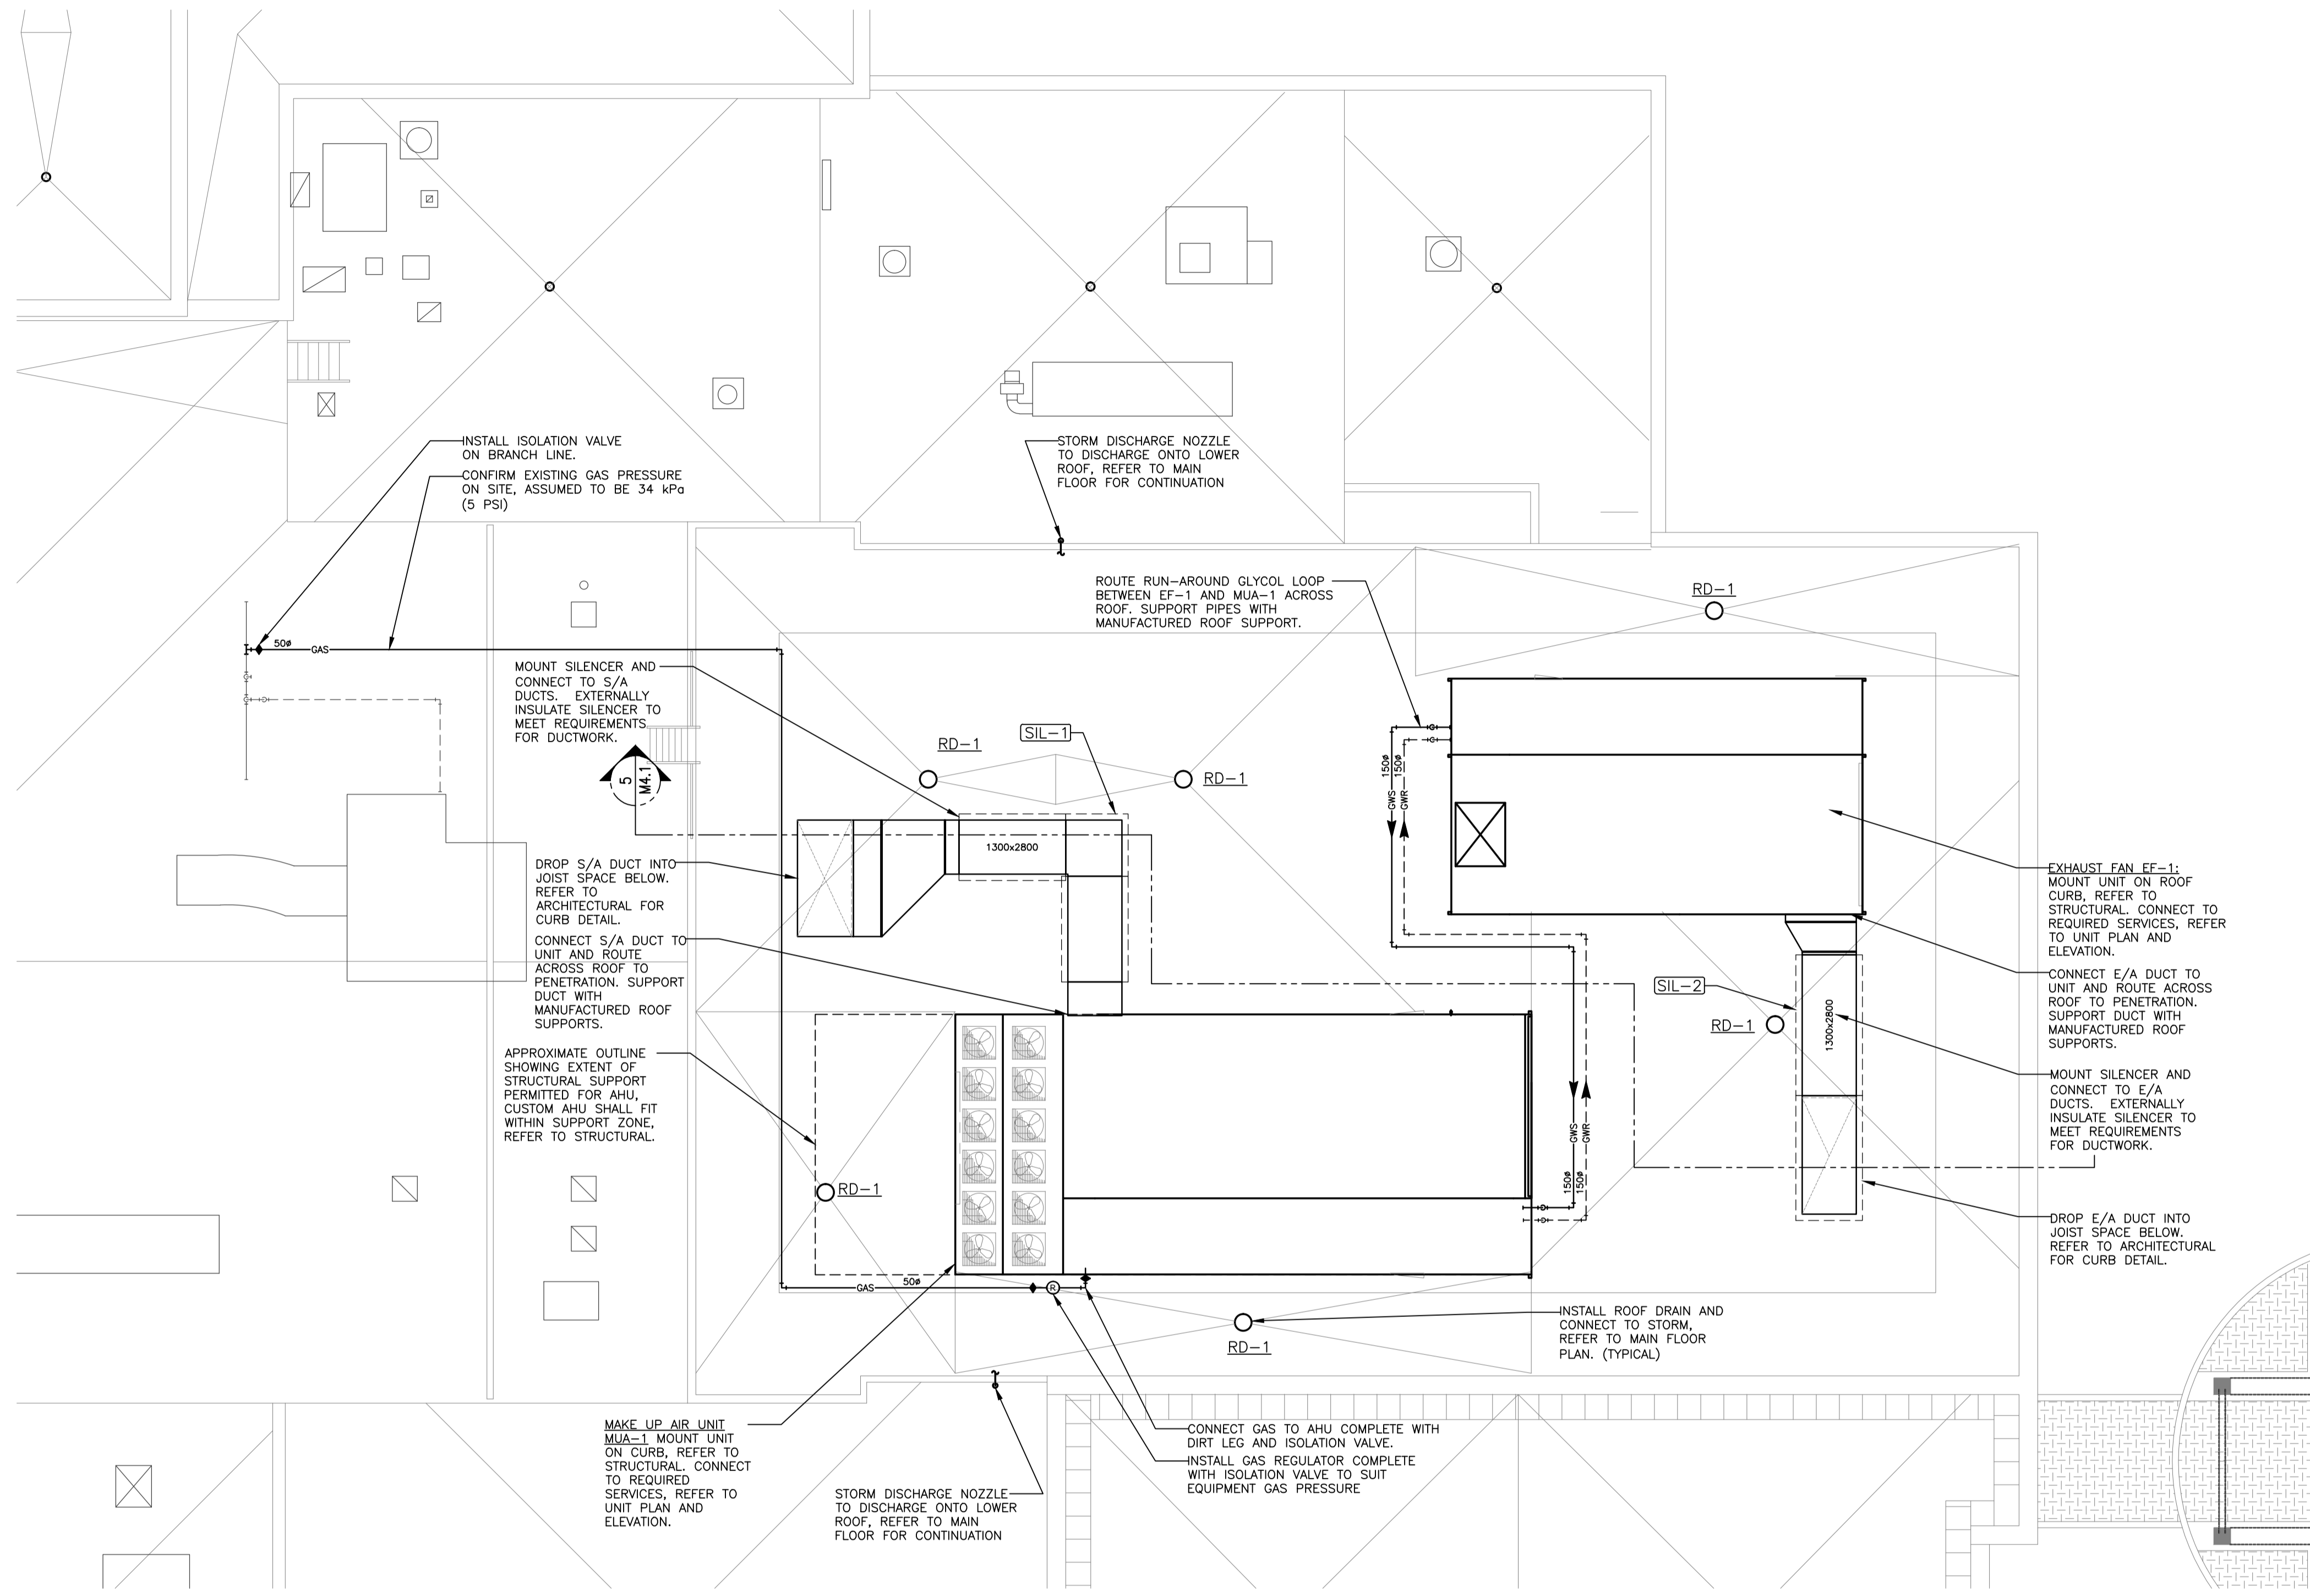 INSTALL ISOLATION VALVE
ON BRANCH LINE.
CONFIRM EXISTING GAS PRESSURE
ON SITE, ASSUMED TO BE 34 kPa
(5 PSI)
STORM DISCHARGE NOZZLE
TO DISCHARGE ONTO LOWER
ROOF, REFER TO MAIN
FLOOR FOR CONTINUATION
ROUTE RUN-AROUND GLYCOL LOOP
BETWEEN EF-1 AND MUA-1 ACROSS
ROOF. SUPPORT PIPES WITH
MANUFACTURED ROOF SUPPORT.
RD-1
50ø
GAS
MOUNT SILENCER AND
CONNECT TO S/A
DUCTS. EXTERNALLY
INSULATE SILENCER TO
MEET REQUIREMENTS
FOR DUCTWORK.
SIL-1
RD-1
RD-1
5
M4.1
150ø
150ø
GWS
GWR
1300x2800
DROP S/A DUCT INTO
JOIST SPACE BELOW.
REFER TO
ARCHITECTURAL FOR
CURB DETAIL.
EXHAUST FAN EF-1:
MOUNT UNIT ON ROOF
CURB, REFER TO
STRUCTURAL. CONNECT TO
REQUIRED SERVICES, REFER
TO UNIT PLAN AND
ELEVATION.
CONNECT S/A DUCT TO
UNIT AND ROUTE
ACROSS ROOF TO
PENETRATION. SUPPORT
DUCT WITH
MANUFACTURED ROOF
SUPPORTS.
CONNECT E/A DUCT TO
UNIT AND ROUTE ACROSS
ROOF TO PENETRATION.
SUPPORT DUCT WITH
MANUFACTURED ROOF
SUPPORTS.
SIL-2
RD-1
1300x2800
APPROXIMATE OUTLINE
SHOWING EXTENT OF
STRUCTURAL SUPPORT
PERMITTED FOR AHU,
CUSTOM AHU SHALL FIT
WITHIN SUPPORT ZONE,
REFER TO STRUCTURAL.
MOUNT SILENCER AND
CONNECT TO E/A
DUCTS. EXTERNALLY
INSULATE SILENCER TO
MEET REQUIREMENTS
FOR DUCTWORK.
GWS
GWR
150ø
150ø
RD-1
DROP E/A DUCT INTO
JOIST SPACE BELOW.
REFER TO ARCHITECTURAL
FOR CURB DETAIL.
GAS
50ø
R
RD-1
INSTALL ROOF DRAIN AND
CONNECT TO STORM,
REFER TO MAIN FLOOR
PLAN. (TYPICAL)
MAKE UP AIR UNIT
MUA-1 MOUNT UNIT
ON CURB, REFER TO
STRUCTURAL. CONNECT
TO REQUIRED
SERVICES, REFER TO
UNIT PLAN AND
ELEVATION.
CONNECT GAS TO AHU COMPLETE WITH
DIRT LEG AND ISOLATION VALVE.
INSTALL GAS REGULATOR COMPLETE
WITH ISOLATION VALVE TO SUIT
EQUIPMENT GAS PRESSURE
STORM DISCHARGE NOZZLE
TO DISCHARGE ONTO LOWER
ROOF, REFER TO MAIN
FLOOR FOR CONTINUATION